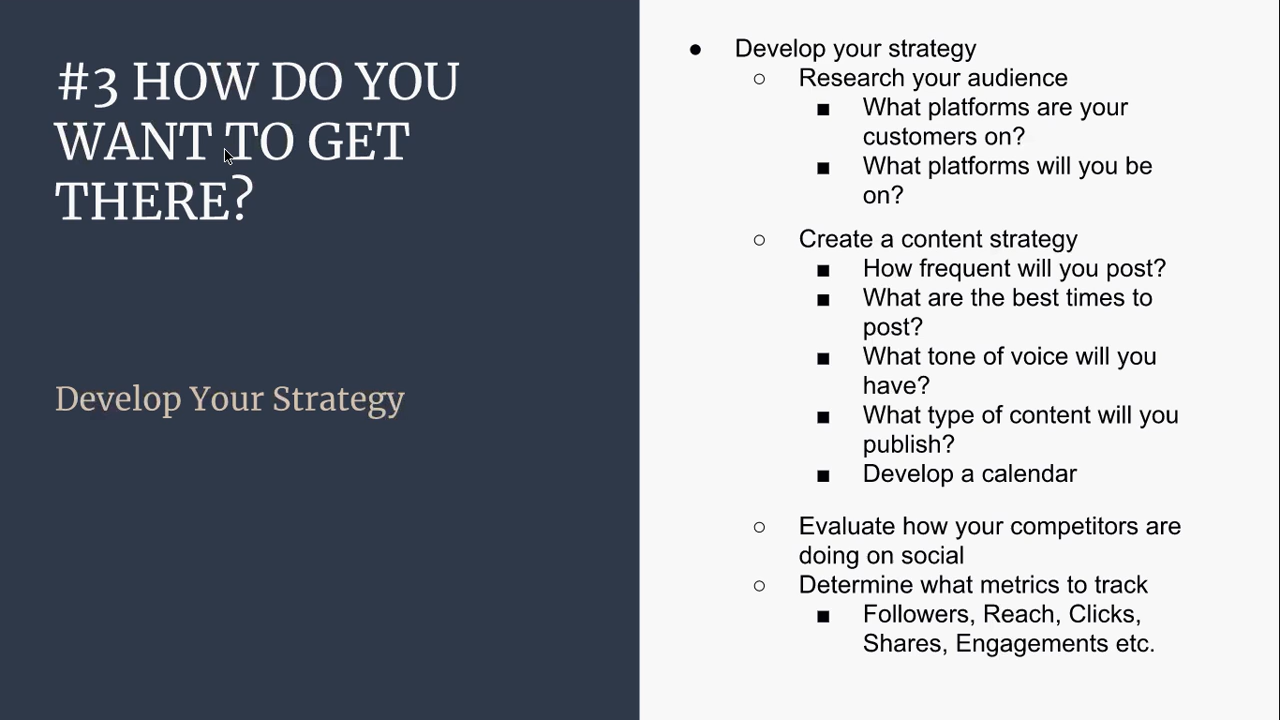 #3 HOW DO YOU
WANT TO GET
THERE?
Develop Your Strategy
● Develop your strategy
○ Research your audience
■ What platforms are your
customers on?
■ What platforms will you be
on?
○ Create a content strategy
■ How frequent will you post?
■ What are the best times to
post?
■ What tone of voice will you
have?
■ What type of content will you
publish?
■ Develop a calendar
○ Evaluate how your competitors are
doing on social
○ Determine what metrics to track
■ Followers, Reach, Clicks,
Shares, Engagements etc.